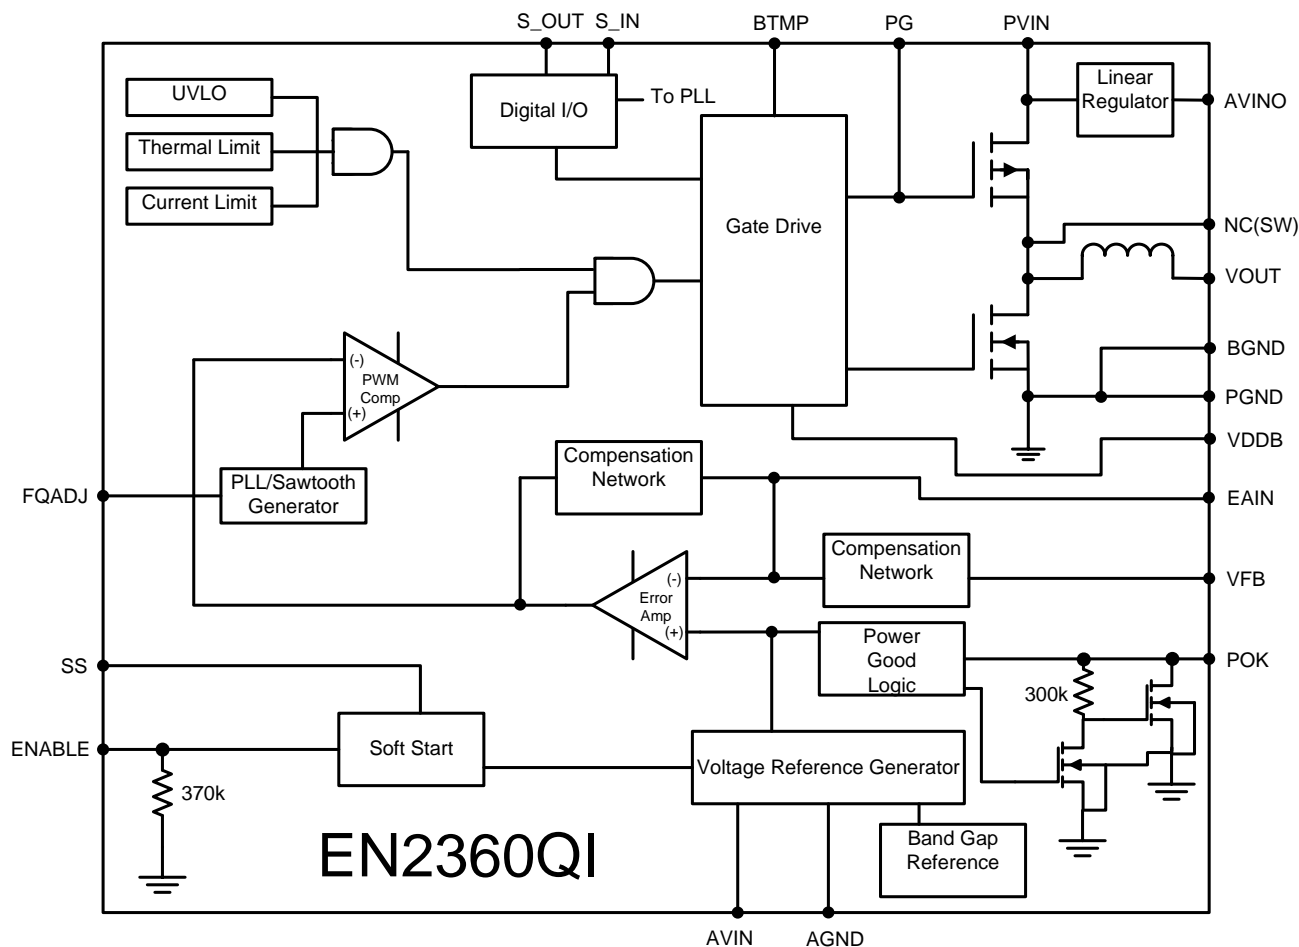 S_OUT
S_IN
BTMP
PG
PVIN
UVLO
Thermal Limit
Current Limit
Digital I/O
To PLL
Linear
Regulator
AVINO
Gate Drive
NC(SW)
VOUT
BGND
PGND
VDDB
(-)
PWM
Comp
(+)
FQADJ
PLL/Sawtooth
Generator
Compensation
Network
EAIN
(-)
Error
Amp
(+)
Compensation
Network
VFB
Power
Good
Logic
POK
300k
SS
ENABLE
370k
Soft Start
Voltage Reference Generator
Band Gap
Reference
EN2360QI
AVIN
AGND